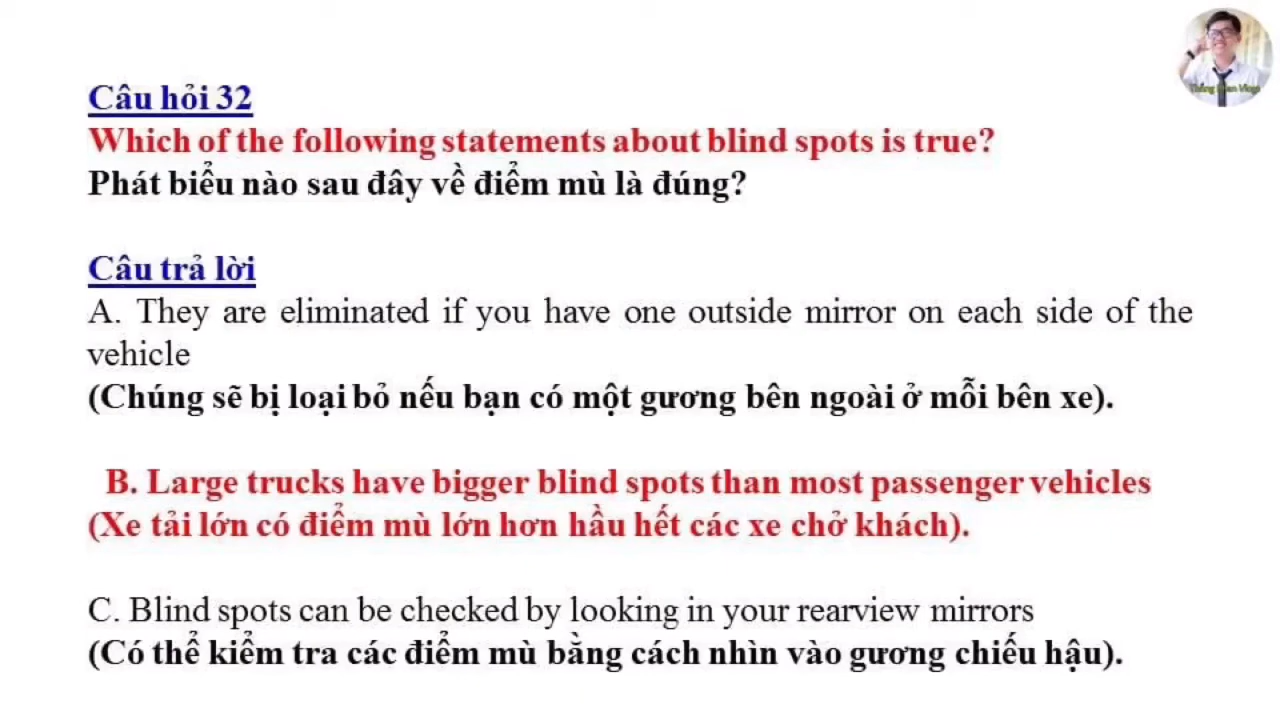 Câu hỏi 32
Which of the following statements about blind spots is true?
Phát biểu nào sau đây về điểm mù là đúng?
Câu trả lời
A. They are eliminated if you have one outside mirror on each side of the
vehicle
(Chúng sẽ bị loại bỏ nếu bạn có một gương bên ngoài ở mỗi bên xe).
B. Large trucks have bigger blind spots than most passenger vehicles
(Xe tải lớn có điểm mù lớn hơn hầu hết các xe chở khách).
C. Blind spots can be checked by looking in your rearview mirrors
(Có thể kiểm tra các điểm mù bằng cách nhìn vào gương chiếu hậu).